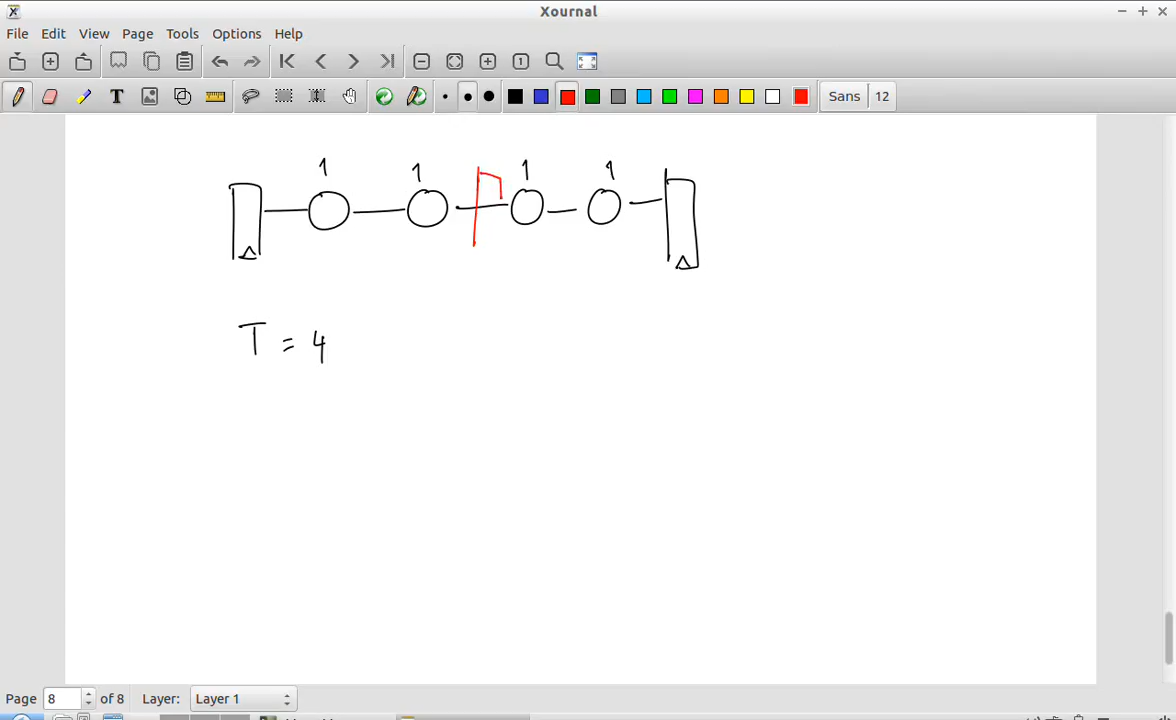 Xournal
File Edit View Page Tools Options Help
Sans 12
1 1 1 1
T = 4
Page 8 of 8 Layer: Layer 1